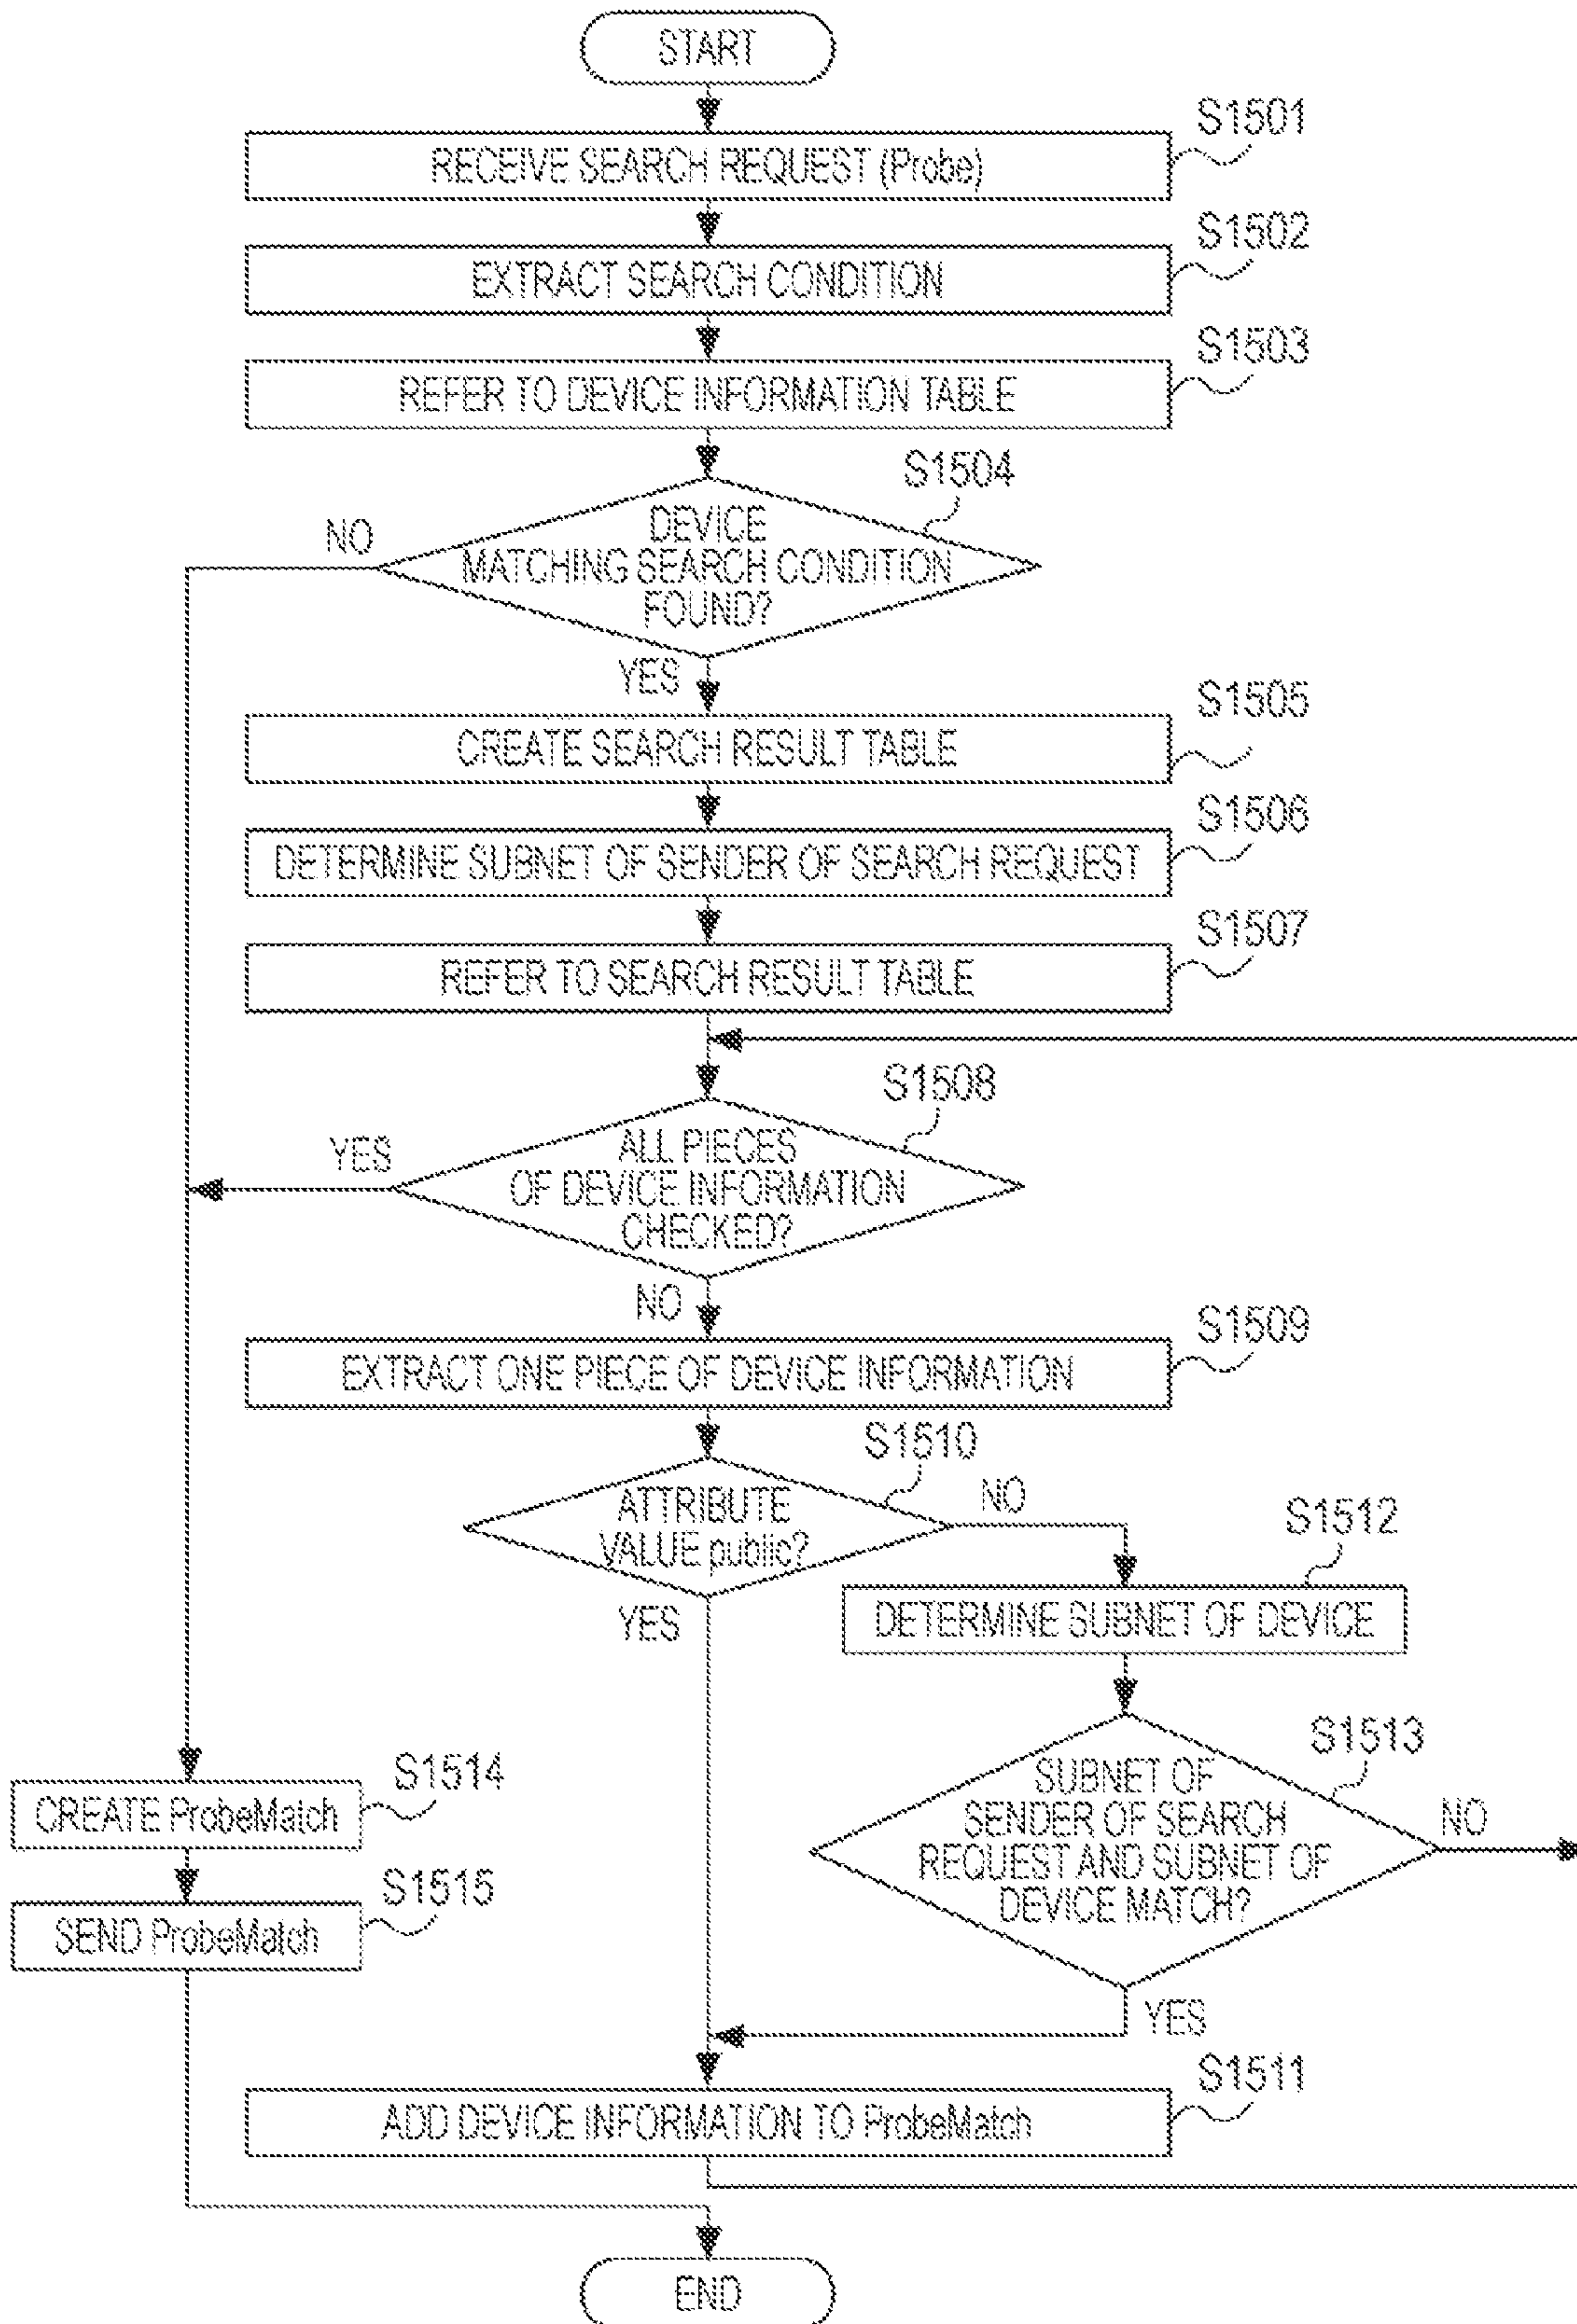 START
S1501
RECEIVE SEARCH REQUEST (Probe)
S1502
EXTRACT SEARCH CONDITION
S1503
REFER TO DEVICE INFORMATION TABLE
S1504
NO
DEVICE
MATCHING SEARCH CONDITION
FOUND?
YES
S1505
CREATE SEARCH RESULT TABLE
S1506
DETERMINE SUBNET OF SENDER OF SEARCH REQUEST
S1507
REFER TO SEARCH RESULT TABLE
S1508
YES
ALL PIECES
OF DEVICE INFORMATION
CHECKED?
NO
S1509
EXTRACT ONE PIECE OF DEVICE INFORMATION
S1510
ATTRIBUTE
VALUE public?
NO
YES
S1512
DETERMINE SUBNET OF DEVICE
S1513
SUBNET OF
SENDER OF SEARCH
REQUEST AND SUBNET OF
DEVICE MATCH?
NO
YES
S1514
CREATE ProbeMatch
S1515
SEND ProbeMatch
S1511
ADD DEVICE INFORMATION TO ProbeMatch
END